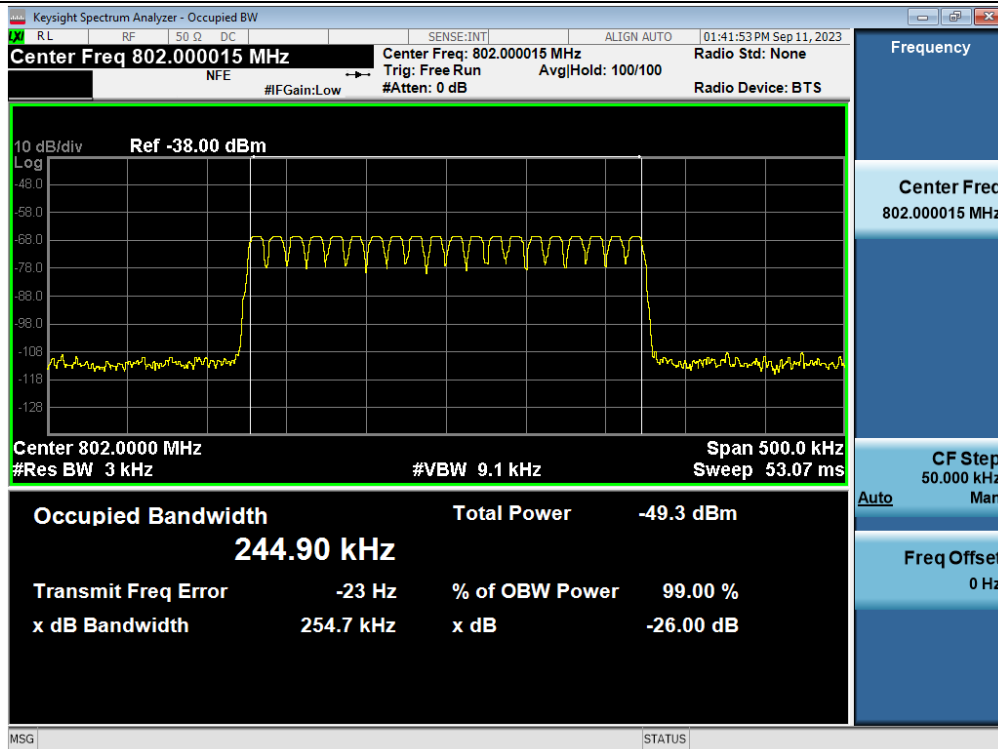 Keysight Spectrum Analyzer - Occupied BW
LXI RL RF 50 Ω DC SENSE:INT ALIGN AUTO 01:41:53 PM Sep 11, 2023
Center Freq 802.000015 MHz Center Freq: 802.000015 MHz Radio Std: None
NFE Trig: Free Run Avg|Hold: 100/100
#IFGain:Low #Atten: 0 dB Radio Device: BTS
10 dB/div Ref -38.00 dBm
Log
-48.0
-58.0
-68.0
-78.0
-88.0
-98.0
-108
-118
-128
Center 802.0000 MHz Span 500.0 kHz
#Res BW 3 kHz #VBW 9.1 kHz Sweep 53.07 ms
Occupied Bandwidth Total Power -49.3 dBm
244.90 kHz
Transmit Freq Error -23 Hz % of OBW Power 99.00 %
x dB Bandwidth 254.7 kHz x dB -26.00 dB
Frequency
Center Freq
802.000015 MHz
CF Step
50.000 kHz
Auto Man
Freq Offset
0 Hz
MSG STATUS